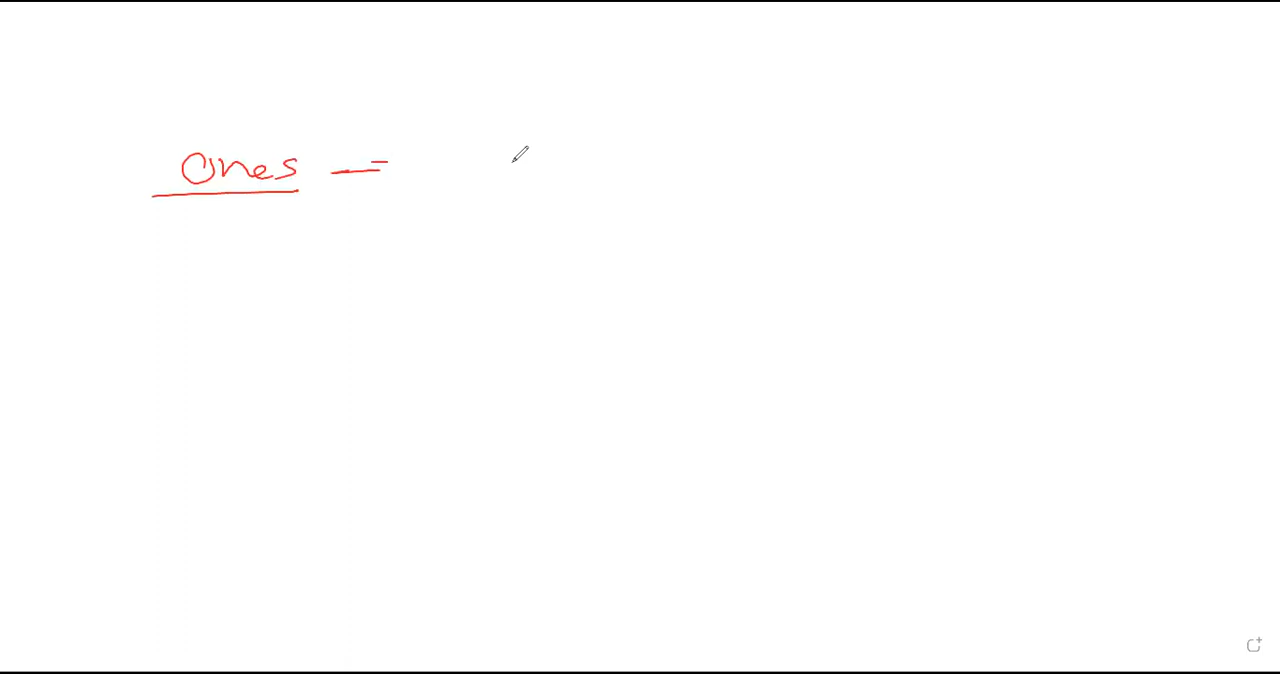 Ones =